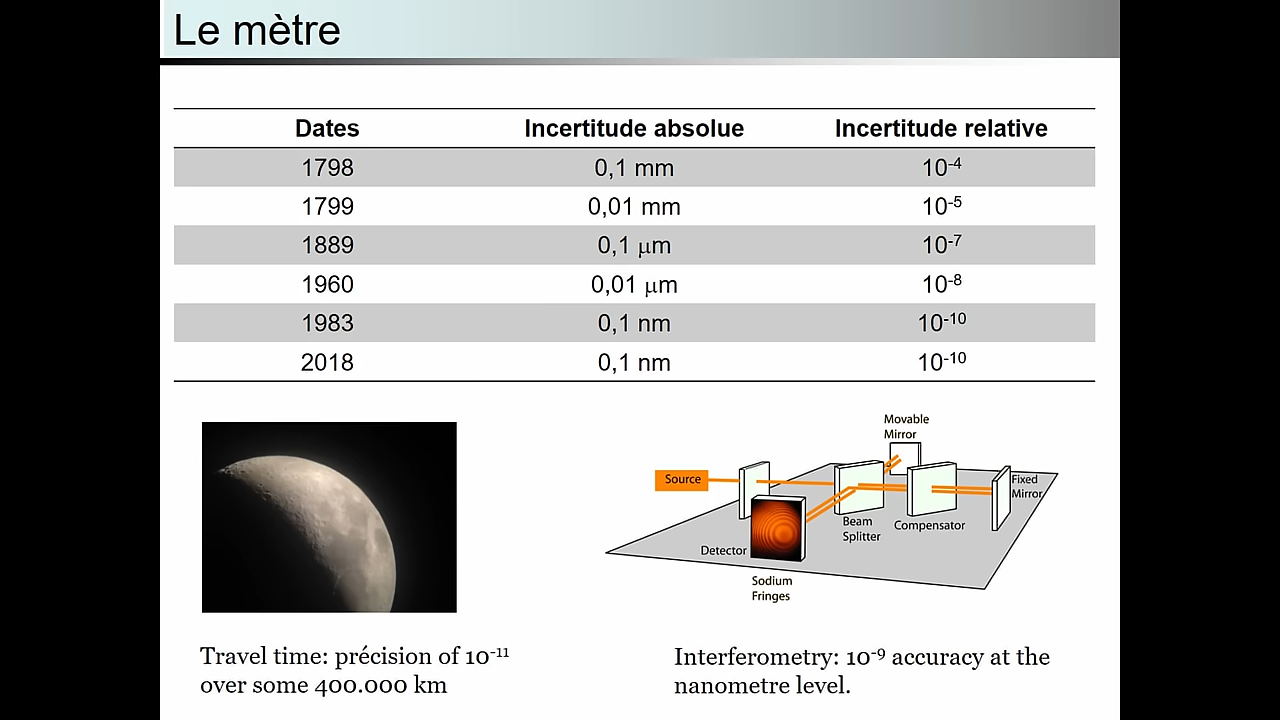 Le mètre
Dates Incertitude absolue Incertitude relative
1798 0,1 mm 10⁻⁴
1799 0,01 mm 10⁻⁵
1889 0,1 μm 10⁻⁷
1960 0,01 μm 10⁻⁸
1983 0,1 nm 10⁻¹⁰
2018 0,1 nm 10⁻¹⁰
Movable
Mirror
Source
Fixed
Mirror
Beam
Splitter
Compensator
Detector
Sodium
Fringes
Travel time: précision of 10⁻¹¹
over some 400.000 km
Interferometry: 10⁻⁹ accuracy at the
nanometre level.